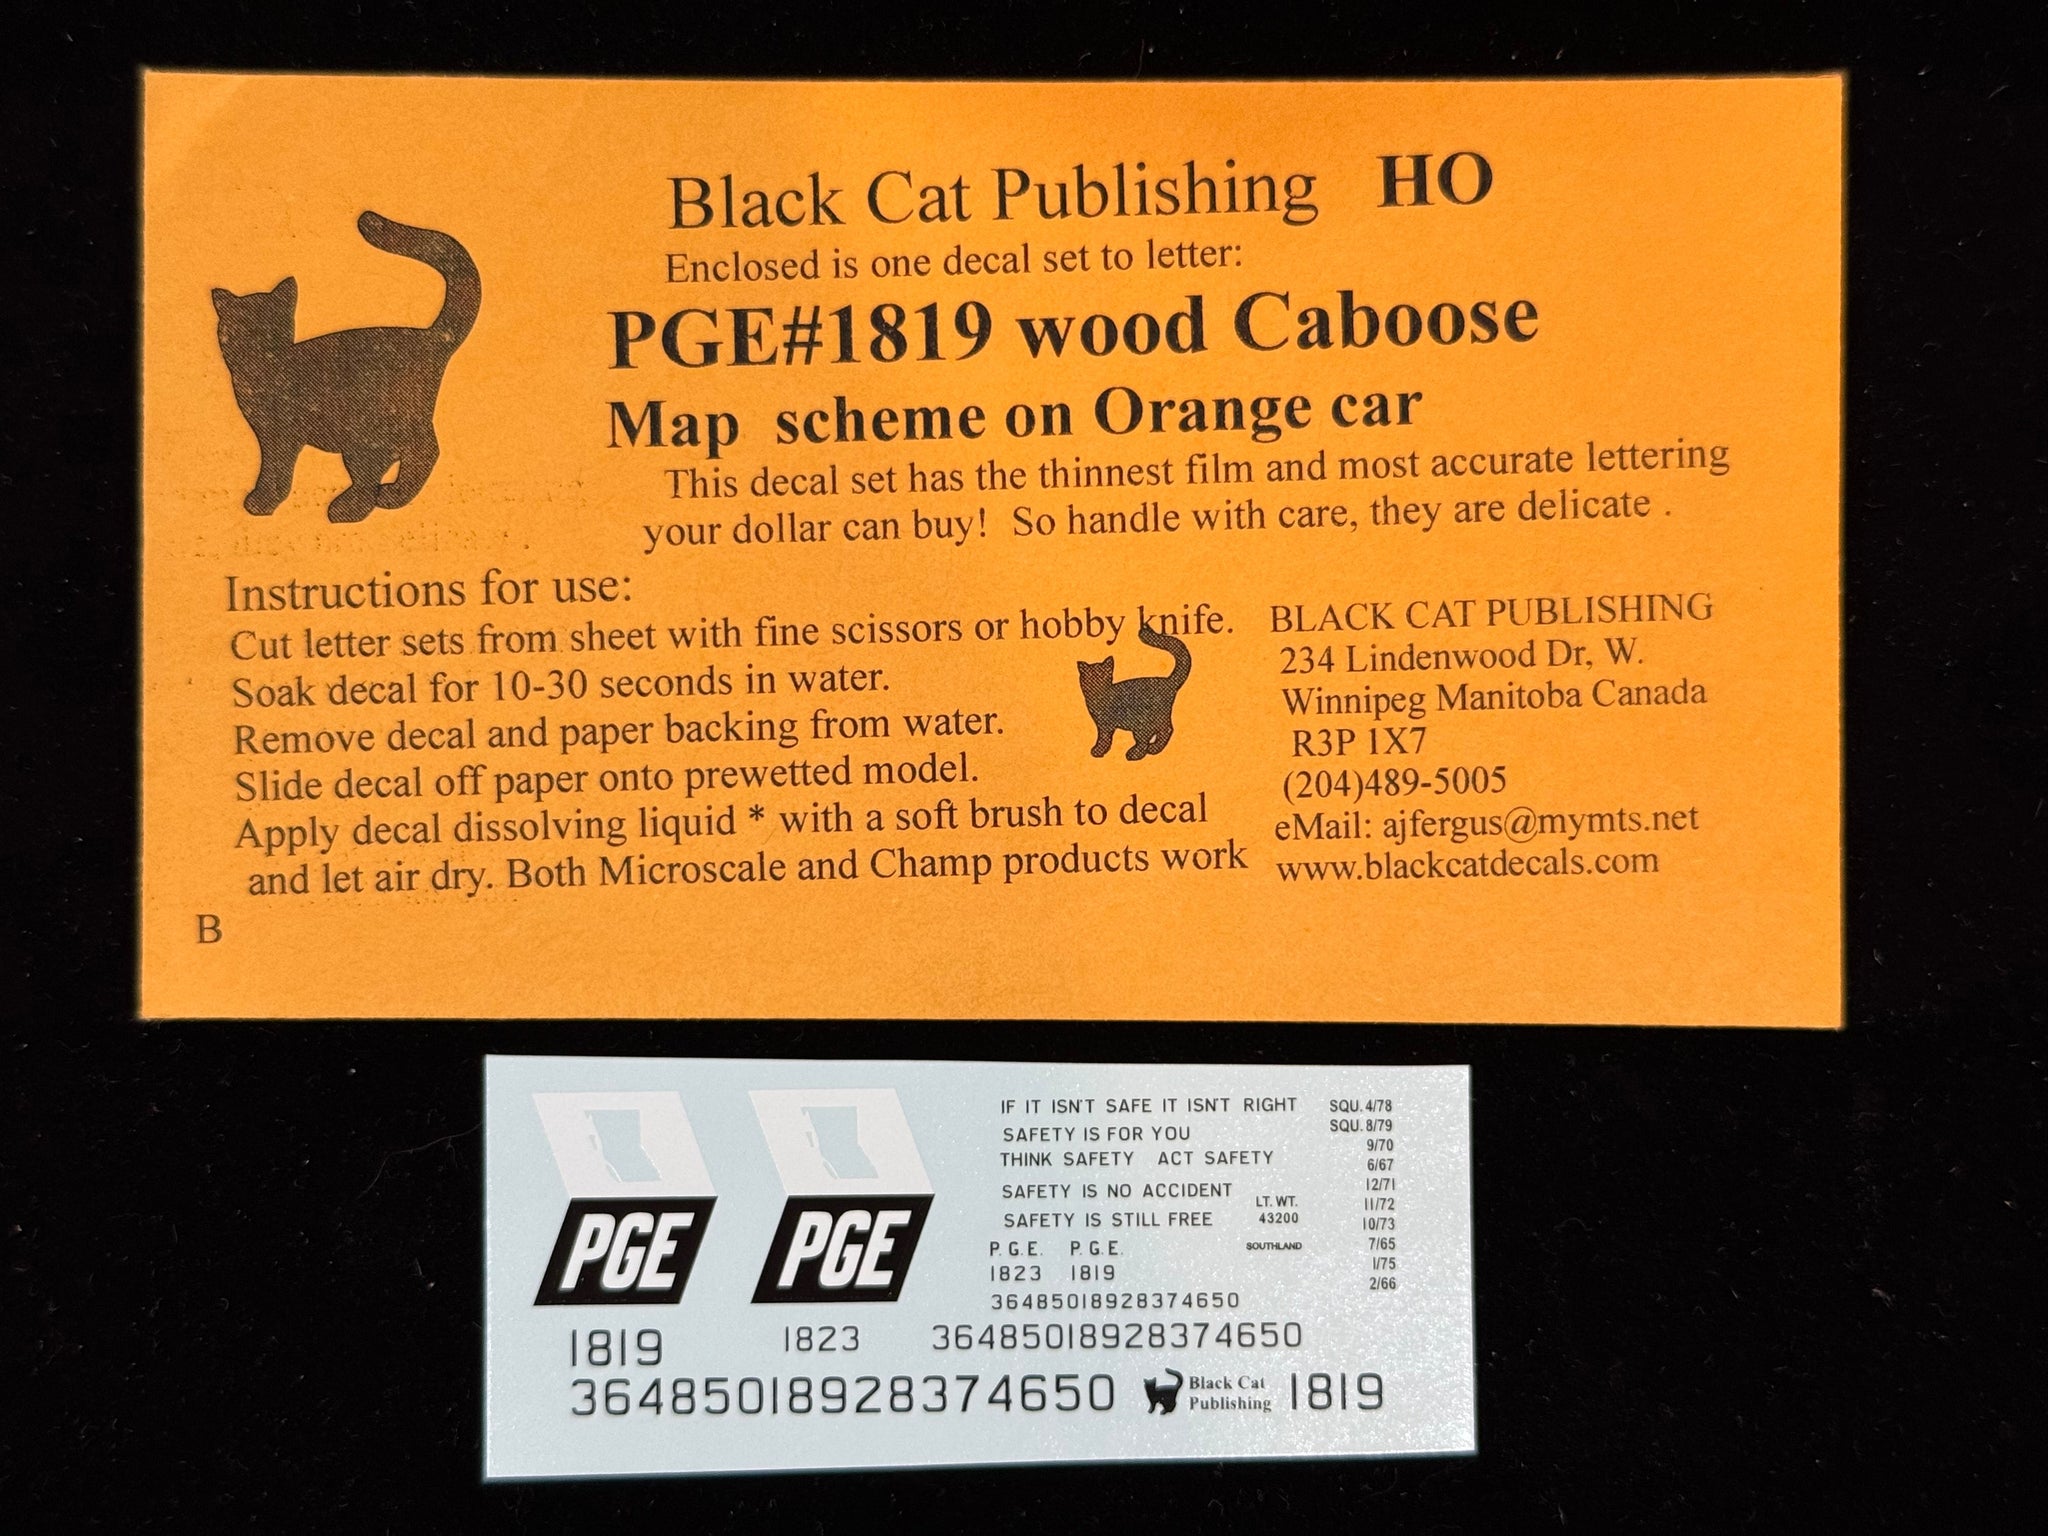 Black Cat Publishing HO
Enclosed is one decal set to letter:
PGE#1819 wood Caboose
Map scheme on Orange car
This decal set has the thinnest film and most accurate lettering
your dollar can buy! So handle with care, they are delicate .
Instructions for use:
Cut letter sets from sheet with fine scissors or hobby knife.
Soak decal for 10-30 seconds in water.
Remove decal and paper backing from water.
Slide decal off paper onto prewetted model.
Apply decal dissolving liquid * with a soft brush to decal
and let air dry. Both Microscale and Champ products work
B
BLACK CAT PUBLISHING
234 Lindenwood Dr, W.
Winnipeg Manitoba Canada
R3P 1X7
(204)489-5005
eMail: ajfergus@mymts.net
www.blackcatdecals.com
PGE
1819
PGE
1823
IF IT ISN'T SAFE IT ISN'T RIGHT
SAFETY IS FOR YOU
THINK SAFETY ACT SAFETY
SAFETY IS NO ACCIDENT
SAFETY IS STILL FREE
LT. WT.
43200
SOUTHLAND
P. G. E. P. G. E.
1823 1819
36485018928374650
36485018928374650
SQU. 4/78
SQU. 8/79
9/70
6/67
12/71
11/72
10/73
7/65
1/75
2/66
36485018928374650
Black Cat
Publishing
1819